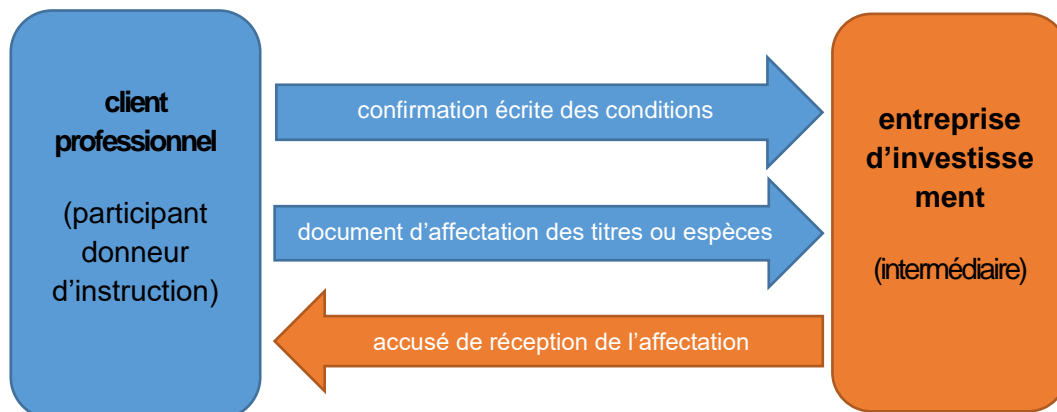 client
professionnel
(participant
donneur
d'instruction)
confirmation écrite des conditions
document d'affectation des titres ou espèces
accusé de réception de l'affectation
entreprise
d'investisse
ment
(intermédiaire)